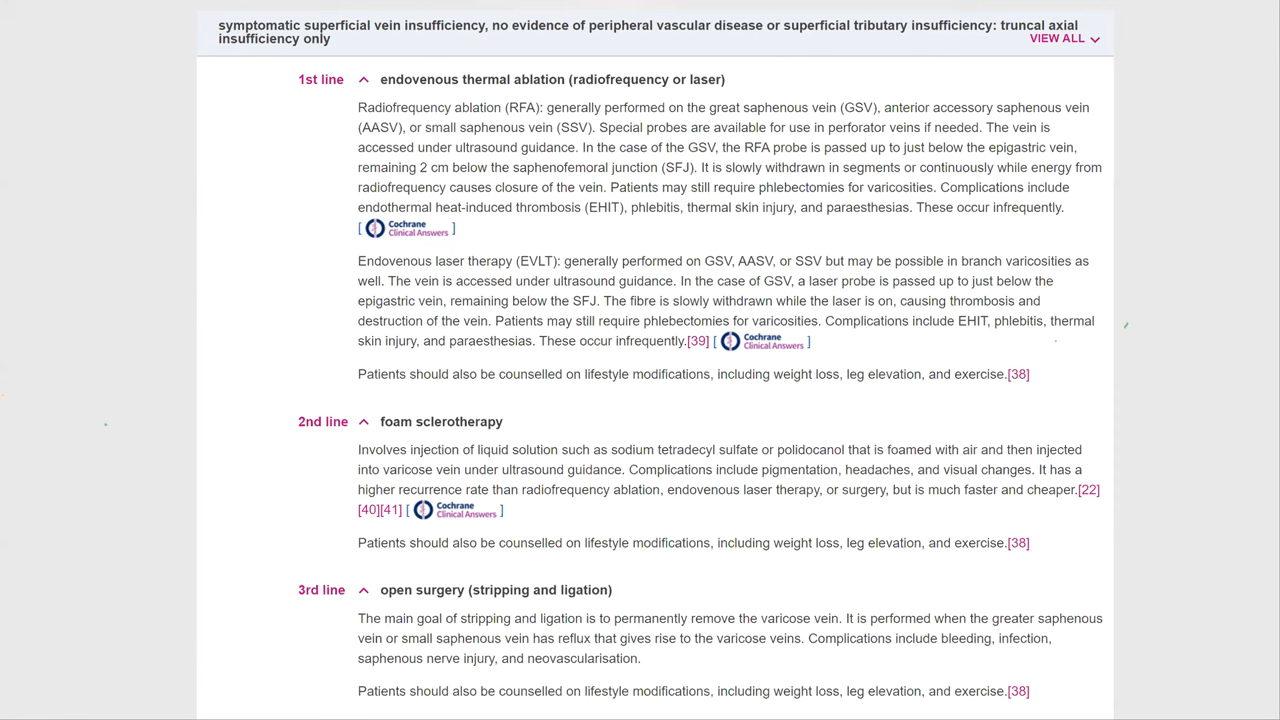 symptomatic superficial vein insufficiency, no evidence of peripheral vascular disease or superficial tributary insufficiency: truncal axial
insufficiency only
VIEW ALL
1st line endovenous thermal ablation (radiofrequency or laser)
Radiofrequency ablation (RFA): generally performed on the great saphenous vein (GSV), anterior accessory saphenous vein
(AASV), or small saphenous vein (SSV). Special probes are available for use in perforator veins if needed. The vein is
accessed under ultrasound guidance. In the case of the GSV, the RFA probe is passed up to just below the epigastric vein,
remaining 2 cm below the saphenofemoral junction (SFJ). It is slowly withdrawn in segments or continuously while energy from
radiofrequency causes closure of the vein. Patients may still require phlebectomies for varicosities. Complications include
endothermal heat-induced thrombosis (EHIT), phlebitis, thermal skin injury, and paraesthesias. These occur infrequently.
[ Cochrane Clinical Answers ]
Endovenous laser therapy (EVLT): generally performed on GSV, AASV, or SSV but may be possible in branch varicosities as
well. The vein is accessed under ultrasound guidance. In the case of GSV, a laser probe is passed up to just below the
epigastric vein, remaining below the SFJ. The fibre is slowly withdrawn while the laser is on, causing thrombosis and
destruction of the vein. Patients may still require phlebectomies for varicosities. Complications include EHIT, phlebitis, thermal
skin injury, and paraesthesias. These occur infrequently.[39] [ Cochrane Clinical Answers ]
Patients should also be counselled on lifestyle modifications, including weight loss, leg elevation, and exercise.[38]
2nd line foam sclerotherapy
Involves injection of liquid solution such as sodium tetradecyl sulfate or polidocanol that is foamed with air and then injected
into varicose vein under ultrasound guidance. Complications include pigmentation, headaches, and visual changes. It has a
higher recurrence rate than radiofrequency ablation, endovenous laser therapy, or surgery, but is much faster and cheaper.[22]
[40][41] [ Cochrane Clinical Answers ]
Patients should also be counselled on lifestyle modifications, including weight loss, leg elevation, and exercise.[38]
3rd line open surgery (stripping and ligation)
The main goal of stripping and ligation is to permanently remove the varicose vein. It is performed when the greater saphenous
vein or small saphenous vein has reflux that gives rise to the varicose veins. Complications include bleeding, infection,
saphenous nerve injury, and neovascularisation.
Patients should also be counselled on lifestyle modifications, including weight loss, leg elevation, and exercise.[38]